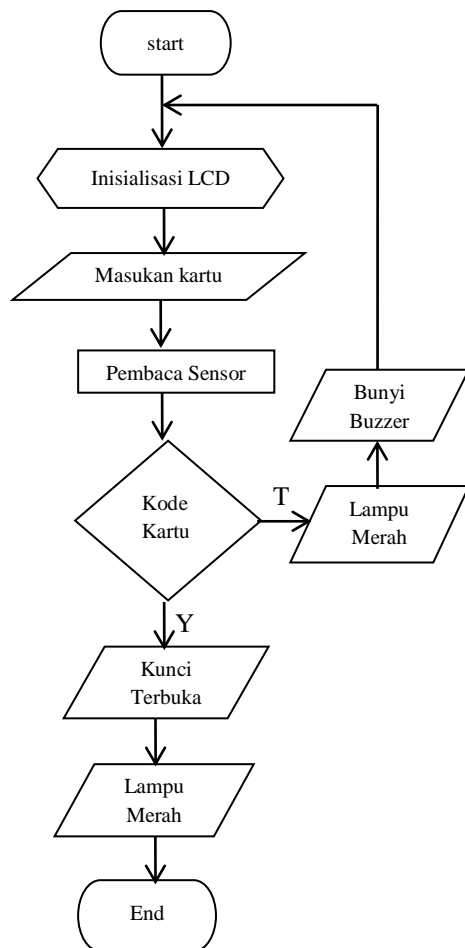 start
Inisialisasi LCD
Masukan kartu
Pembaca Sensor
Kode
Kartu
T
Lampu
Merah
Bunyi
Buzzer
Y
Kunci
Terbuka
Lampu
Merah
End